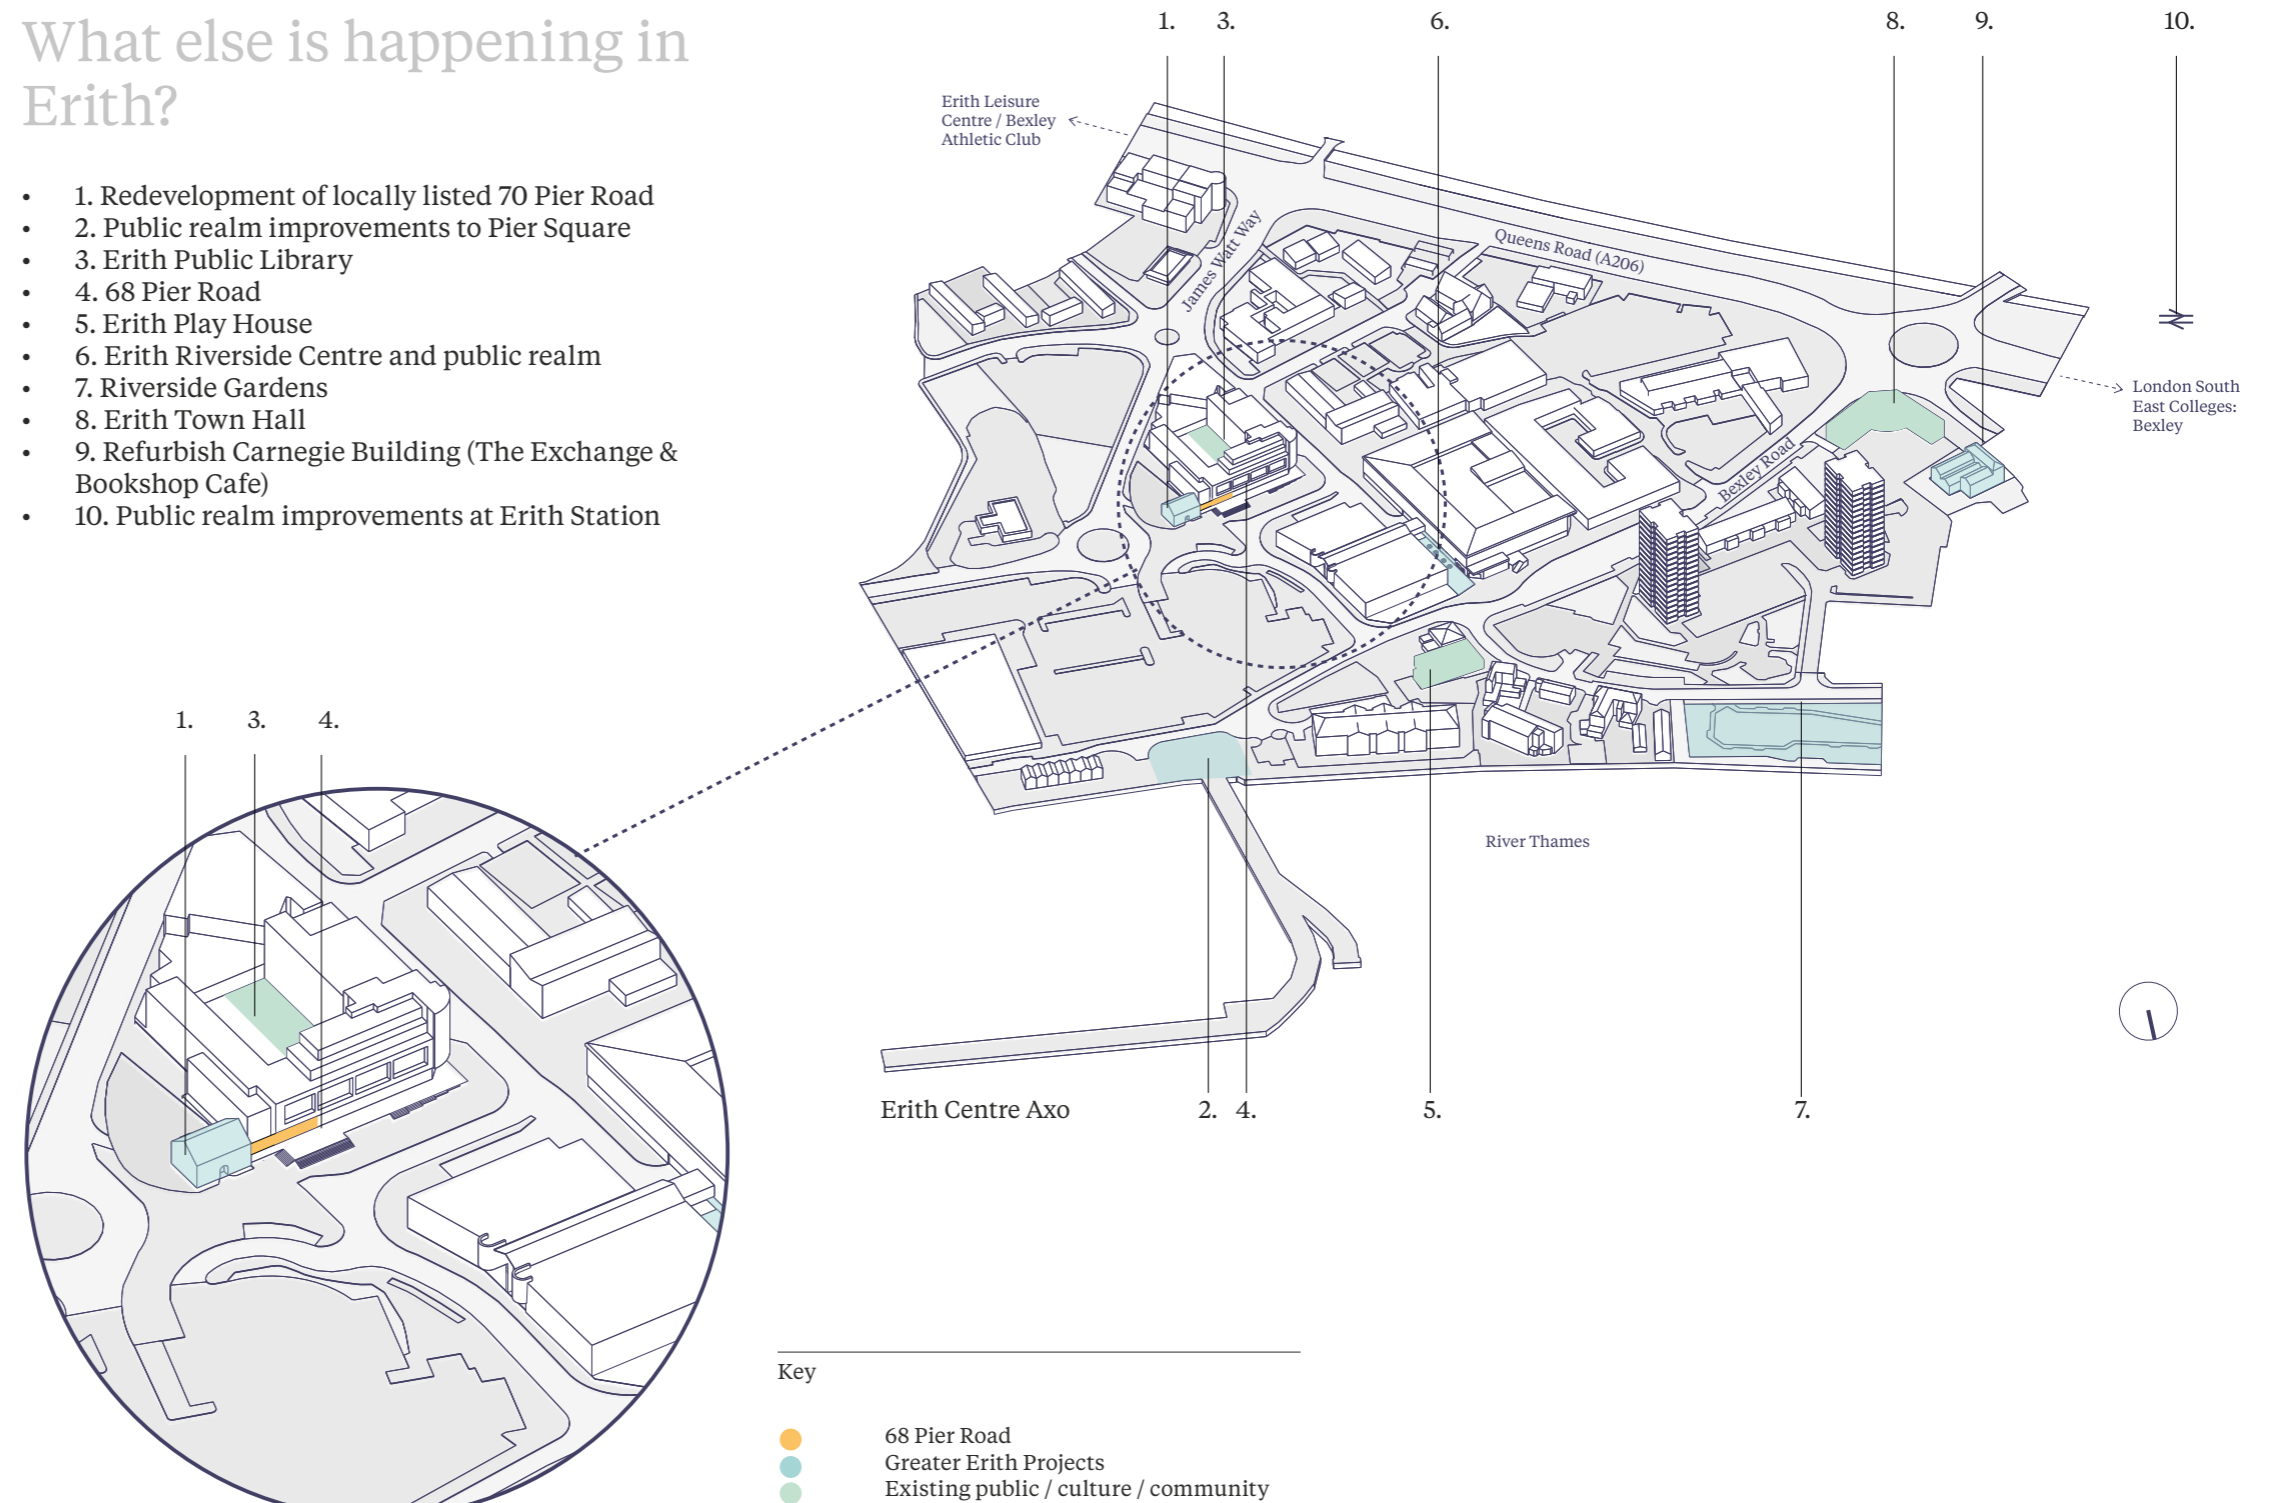 What else is happening in
Erith?
• 1. Redevelopment of locally listed 70 Pier Road
• 2. Public realm improvements to Pier Square
• 3. Erith Public Library
• 4. 68 Pier Road
• 5. Erith Play House
• 6. Erith Riverside Centre and public realm
• 7. Riverside Gardens
• 8. Erith Town Hall
• 9. Refurbish Carnegie Building (The Exchange &
Bookshop Cafe)
• 10. Public realm improvements at Erith Station
1. 3. 6. 8. 9. 10.
Erith Leisure
Centre / Bexley
Athletic Club
James Watt Way
Queens Road (A206)
London South
East Colleges:
Bexley
Bexley Road
1. 3. 4.
River Thames
Erith Centre Axo
2. 4. 5. 7.
Key
68 Pier Road
Greater Erith Projects
Existing public / culture / community